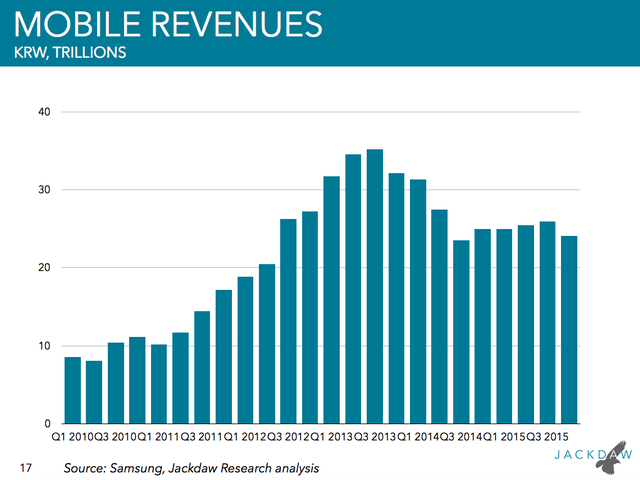 MOBILE REVENUES
KRW, TRILLIONS
40
30
20
10
0
Q1 2010Q3 2010Q1 2011Q3 2011Q1 2012Q3 2012Q1 2013Q3 2013Q1 2014Q3 2014Q1 2015Q3 2015
JACKDAW
17 Source: Samsung, Jackdaw Research analysis